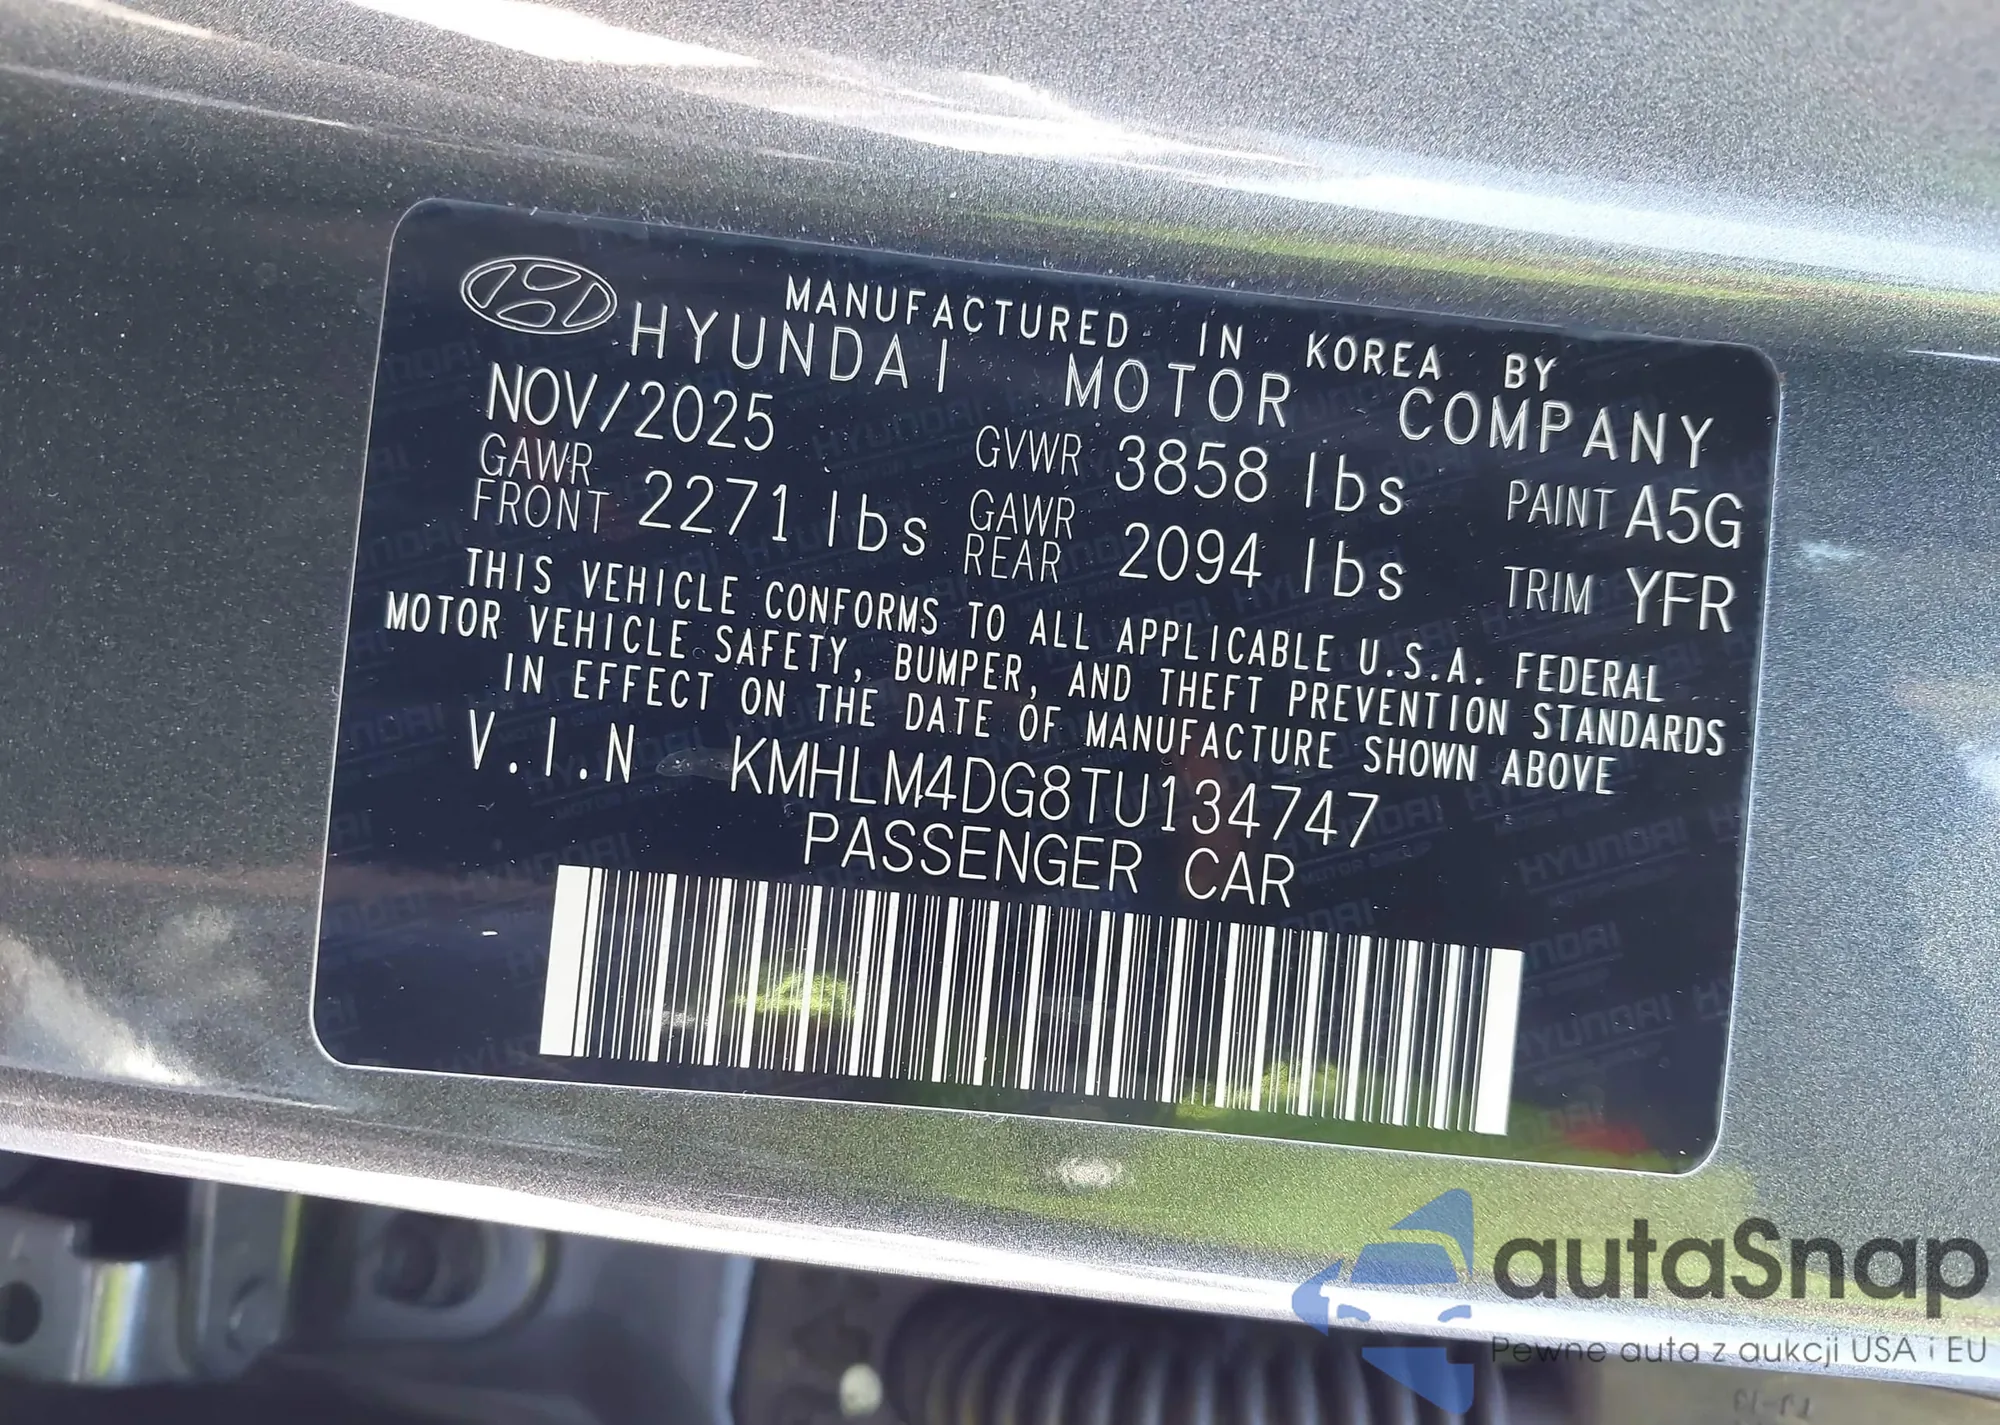 MANUFACTURED IN KOREA BY
HYUNDAI MOTOR COMPANY
NOV/2025 GVWR 3858 lbs PAINT A5G
GAWR FRONT 2271 lbs GAWR REAR 2094 lbs TRIM YFR
THIS VEHICLE CONFORMS TO ALL APPLICABLE U.S.A. FEDERAL
MOTOR VEHICLE SAFETY, BUMPER, AND THEFT PREVENTION STANDARDS
IN EFFECT ON THE DATE OF MANUFACTURE SHOWN ABOVE
V.I.N KMHLM4DG8TU134747
PASSENGER CAR
autaSnap
Pewne auta z aukcji USA i EU